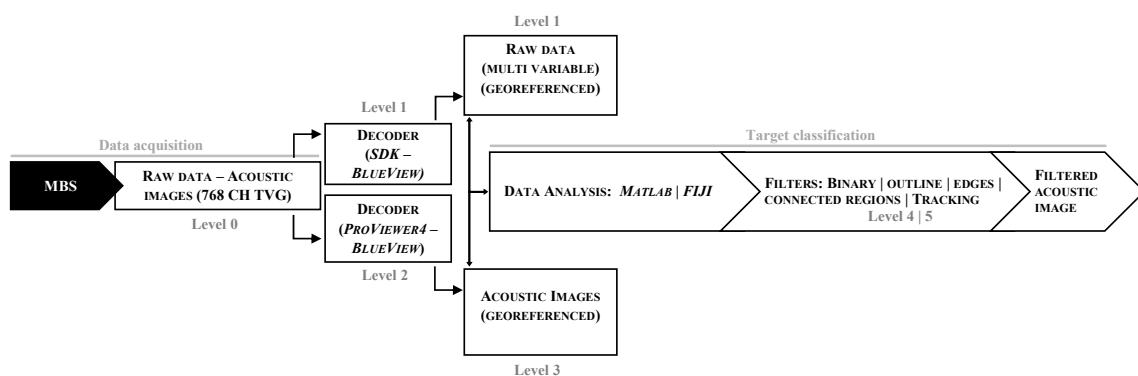 Level 1
RAW DATA
(MULTI VARIABLE)
(GEOREFERENCED)
Level 1
DECODER
(SDK –
BLUEVIEW)
Data acquisition
MBS
RAW DATA – ACOUSTIC
IMAGES (768 CH TVG)
Level 0
DECODER
(PROVIEWER4 –
BLUEVIEW)
Level 2
Target classification
DATA ANALYSIS: MATLAB | FIJI
FILTERS: BINARY | OUTLINE | EDGES |
CONNECTED REGIONS | TRACKING
Level 4 | 5
FILTERED
ACOUSTIC
IMAGE
ACOUSTIC IMAGES
(GEOREFERENCED)
Level 3